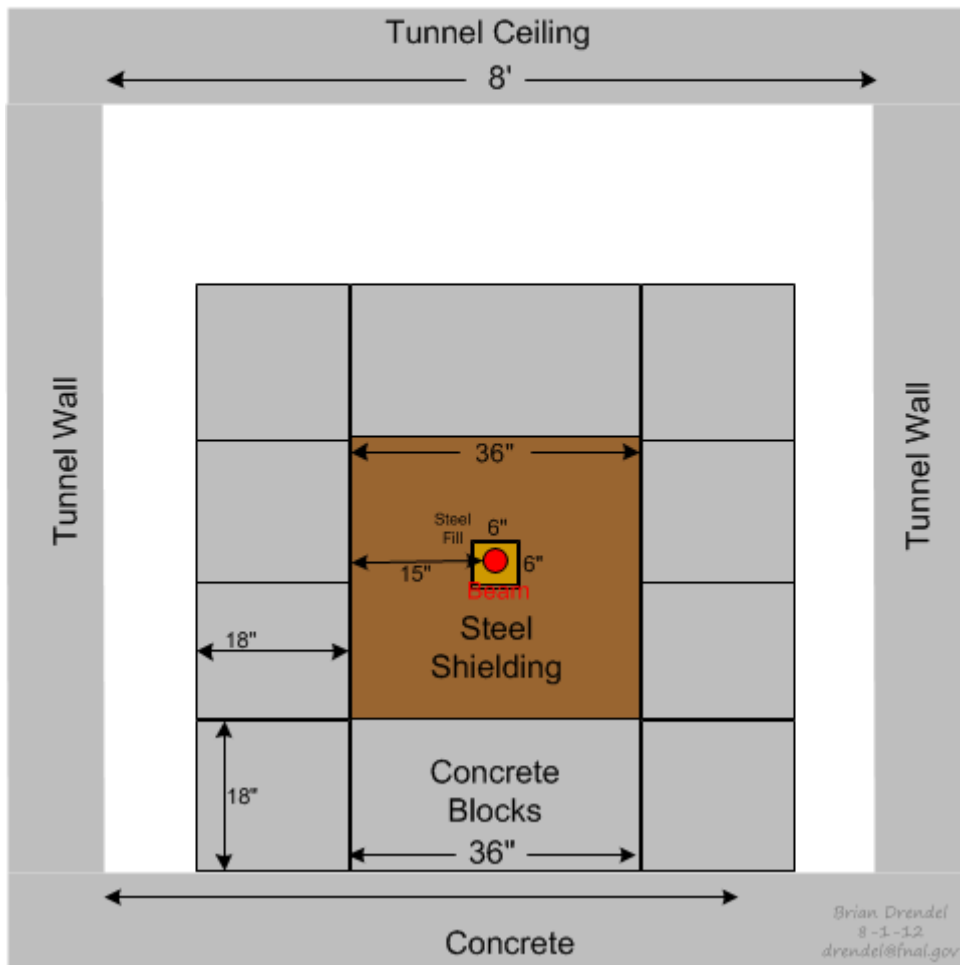 Tunnel Ceiling
8'
Tunnel Wall
Tunnel Wall
36"
Steel
Fill
6"
6"
15"
Beam
Steel
Shielding
18"
18"
Concrete
Blocks
36"
Concrete
Brian Drendel
8-1-12
drendel@fnal.gov